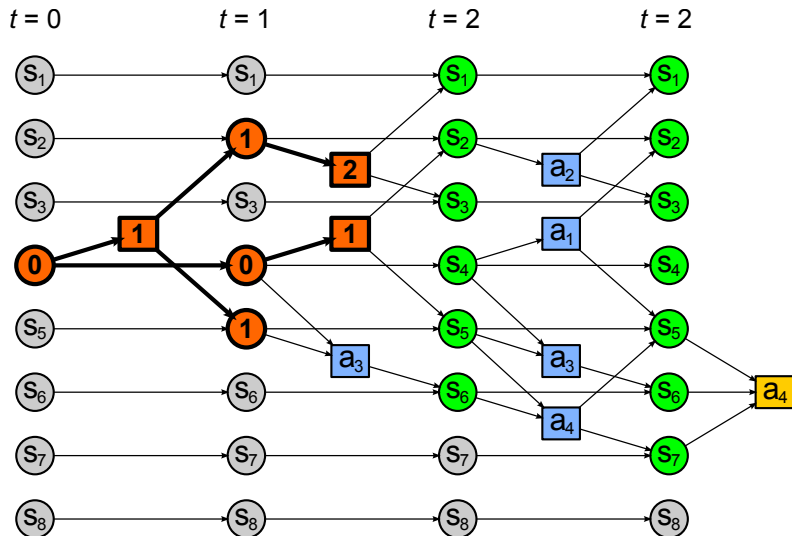 t = 0 t = 1 t = 2 t = 2
s1 s1 s1 s1
s2 1 s2 s2
2 a2
s3 s3 s3 s3
1 1 a1
0 0 s4 s4
s5 1 s5 s5
a3 a3
s6 s6 s6 s6 a4
a4
s7 s7 s7 s7
s8 s8 s8 s8